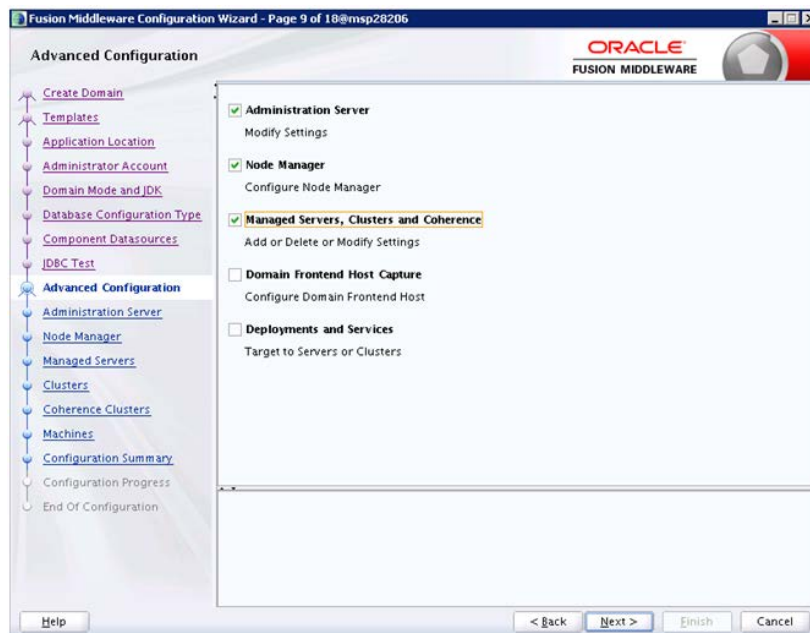 Fusion Middleware Configuration Wizard - Page 9 of 18@msp28206
Advanced Configuration
ORACLE
FUSION MIDDLEWARE
Create Domain
Templates
Application Location
Administrator Account
Domain Mode and JDK
Database Configuration Type
Component Datasources
JDBC Test
Advanced Configuration
Administration Server
Node Manager
Managed Servers
Clusters
Coherence Clusters
Machines
Configuration Summary
Configuration Progress
End Of Configuration
Administration Server
Modify Settings
Node Manager
Configure Node Manager
Managed Servers, Clusters and Coherence
Add or Delete or Modify Settings
Domain Frontend Host Capture
Configure Domain Frontend Host
Deployments and Services
Target to Servers or Clusters
Help
< Back
Next >
Finish
Cancel